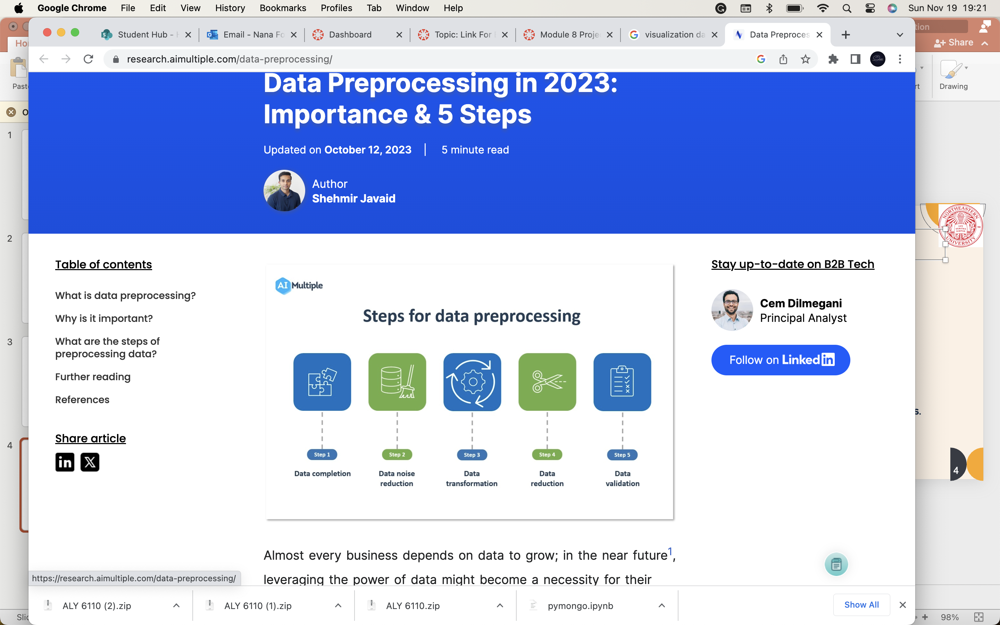 Google Chrome File Edit View History Bookmarks Profiles Tab Window Help Sun Nov 19 19:21
Student Hub - Email - Nana Fo Dashboard Topic: Link For Module 8 Proje visualization da Data Preproces
Share
research.aimultiple.com/data-preprocessing/
Drawing
Data Preprocessing in 2023:
Importance & 5 Steps
Updated on October 12, 2023 | 5 minute read
Author
Shehmir Javaid
1
2
3
4
NORTHEASTERN
UNIVERSITY
LVX
VERITAS
VIRTVS
Table of contents
What is data preprocessing?
Why is it important?
What are the steps of
preprocessing data?
Further reading
References
Share article
in X
AI Multiple
Steps for data preprocessing
Step 1 Step 2 Step 3 Step 4 Step 5
Data completion Data noise Data Data Data
reduction transformation reduction validation
Stay up-to-date on B2B Tech
Cem Dilmegani
Principal Analyst
Follow on Linkedin
s.
4
Almost every business depends on data to grow; in the near future1,
leveraging the power of data might become a necessity for their
https://research.aimultiple.com/data-preprocessing/
ALY 6110 (2).zip ALY 6110 (1).zip ALY 6110.zip pymongo.ipynb Show All
98%